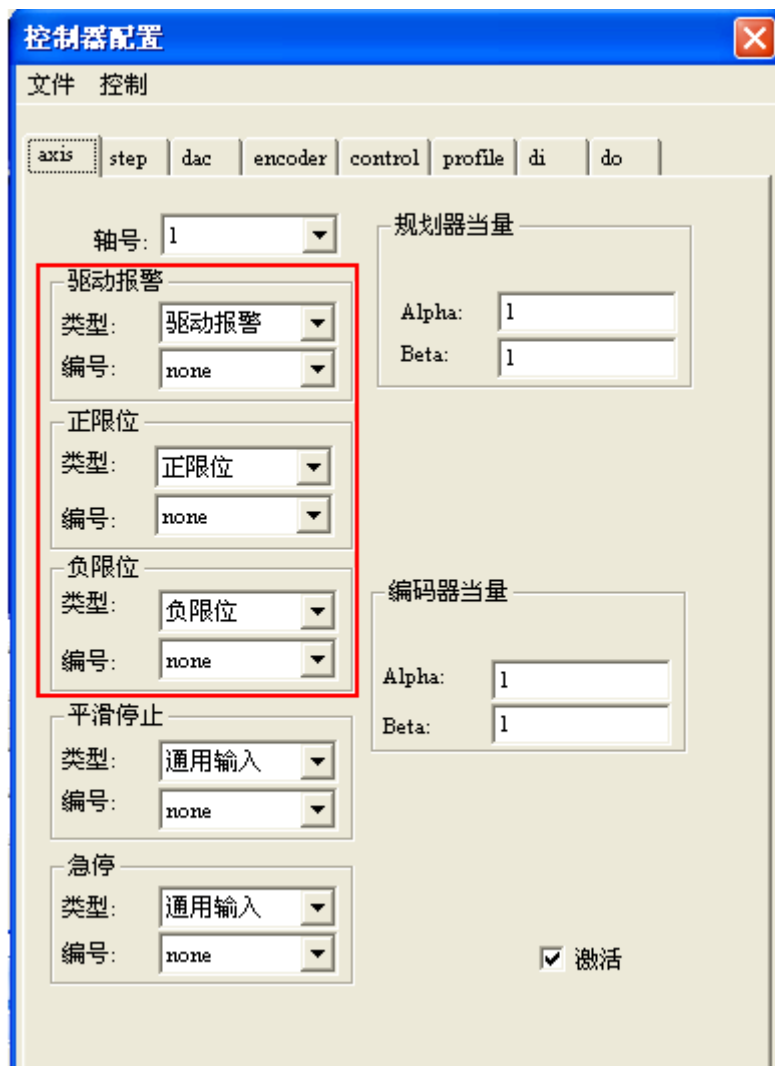 控制器配置
文件 控制
axis step dac encoder control profile di do
轴号: 1
驱动报警
类型: 驱动报警
编号: none
正限位
类型: 正限位
编号: none
负限位
类型: 负限位
编号: none
平滑停止
类型: 通用输入
编号: none
急停
类型: 通用输入
编号: none
规划器当量
Alpha: 1
Beta: 1
编码器当量
Alpha: 1
Beta: 1
激活